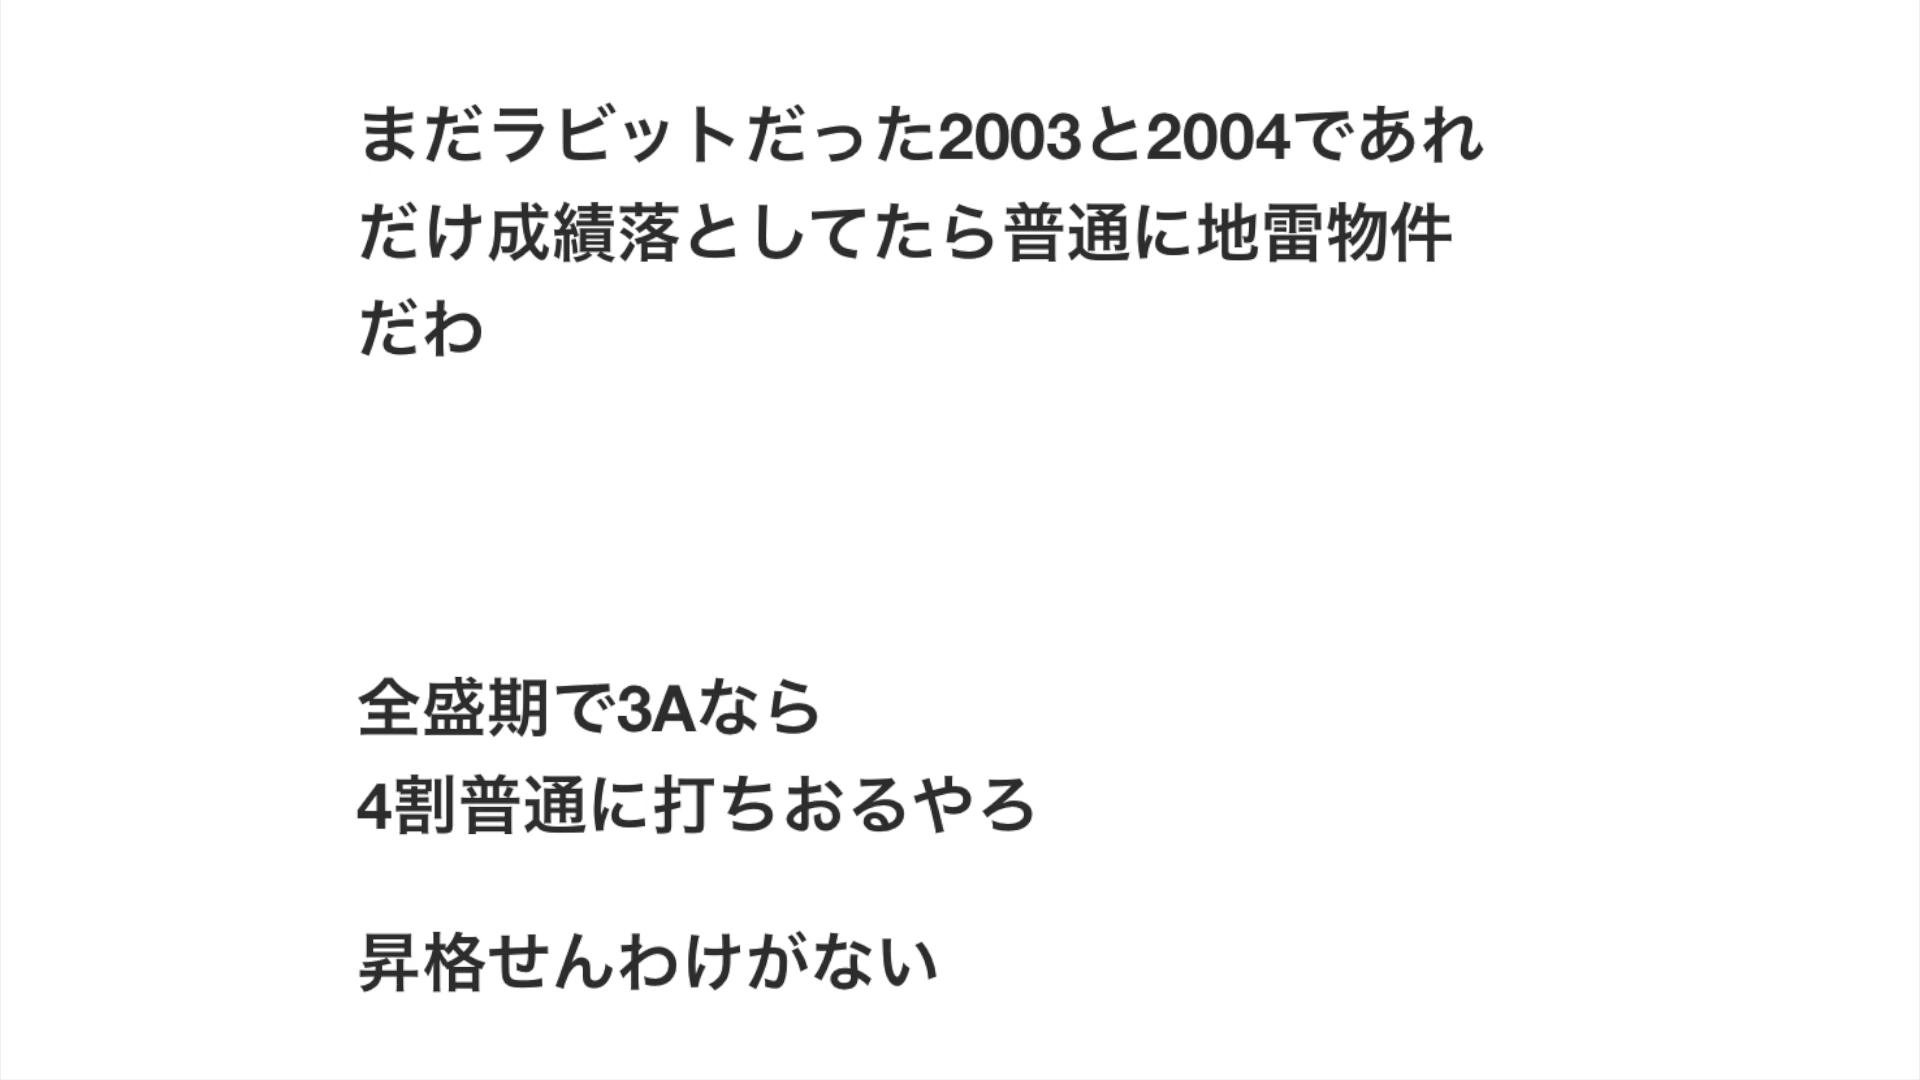 まだラビットだった2003と2004であれ
だけ成績落としてたら普通に地雷物件
だわ
全盛期で3Aなら
4割普通に打ちおるやろ
昇格せんわけがない